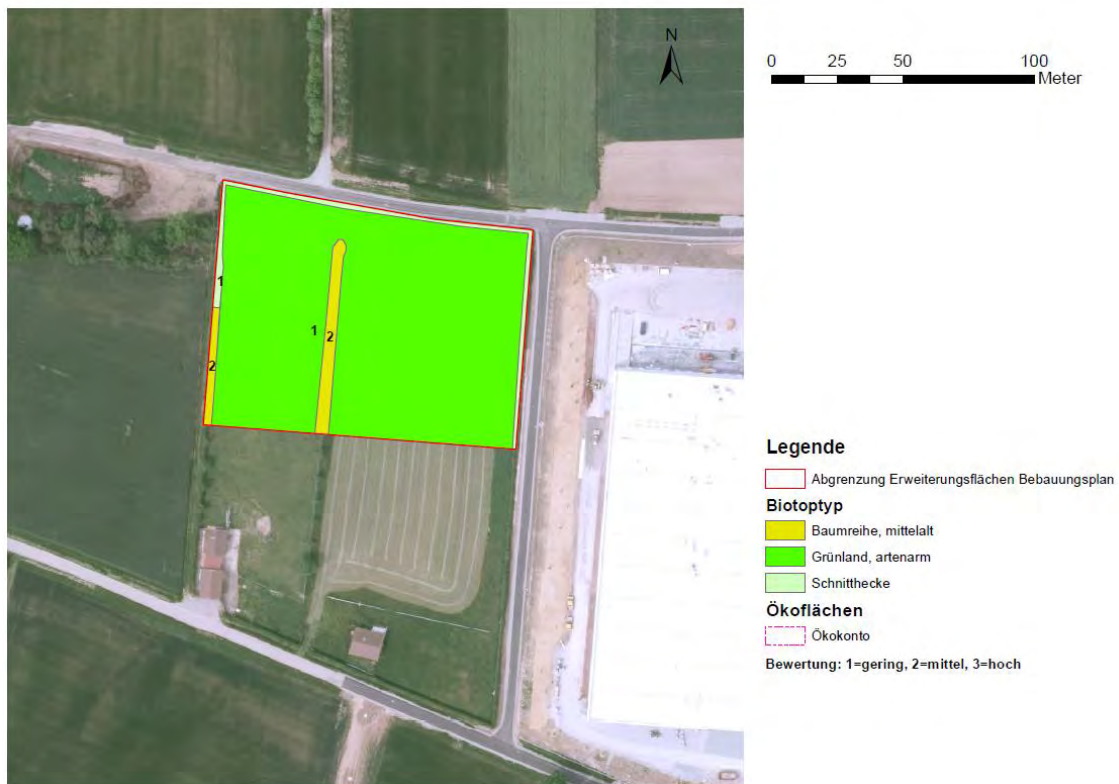 N
0 25 50 100
Meter
1
1 2
2
Legende
Abgrenzung Erweiterungsflächen Bebauungsplan
Biotoptyp
Baumreihe, mittelalt
Grünland, artenarm
Schnitthecke
Ökoflächen
Ökokonto
Bewertung: 1=gering, 2=mittel, 3=hoch